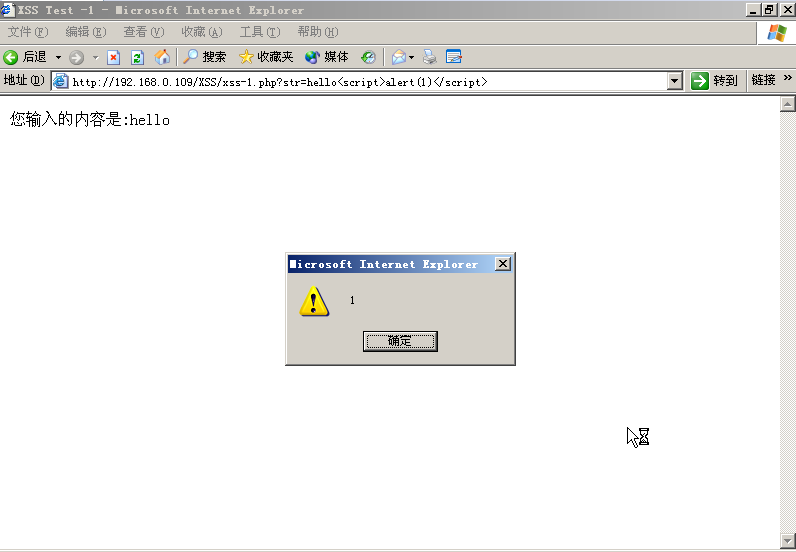 XSS Test -1 - Microsoft Internet Explorer
文件(F) 编辑(E) 查看(V) 收藏(A) 工具(T) 帮助(H)
后退 搜索 收藏夹 媒体
地址(D) http://192.168.0.109/XSS/xss-1.php?str=hello<script>alert(1)</script> 转到 链接 »
您输入的内容是:hello
Microsoft Internet Explorer
1
确定